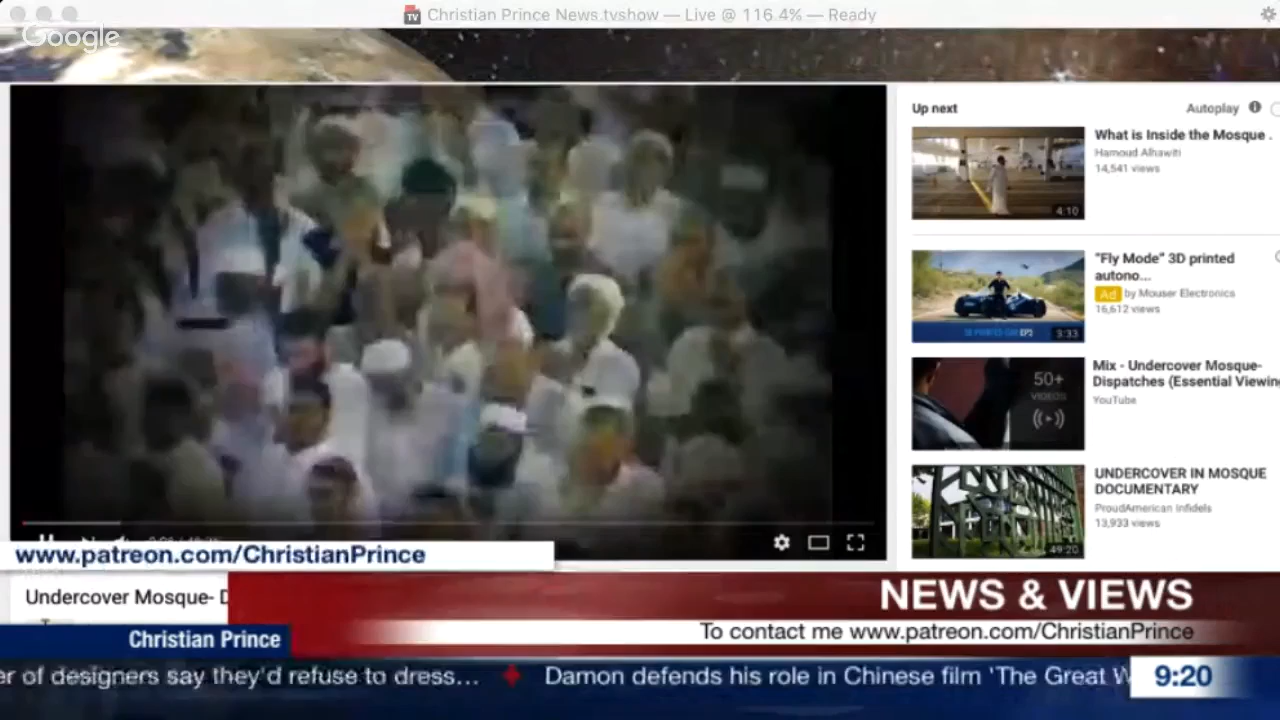 Christian Prince News.tvshow — Live @ 116.4% — Ready
Google
Up next
Autoplay
What is Inside the Mosque .
Hamoud Alhawiti
14,541 views
4:10
"Fly Mode" 3D printed
autono...
Ad by Mouser Electronics
16,612 views
3:33
50+
VIDEOS
Mix - Undercover Mosque-
Dispatches (Essential Viewing
YouTube
UNDERCOVER IN MOSQUE
DOCUMENTARY
ProudAmerican Infidels
13,933 views
49:20
www.patreon.com/ChristianPrince
Undercover Mosque- D
NEWS & VIEWS
To contact me www.patreon.com/ChristianPrince
Christian Prince
er of designers say they'd refuse to dress... Damon defends his role in Chinese film 'The Great W
9:20